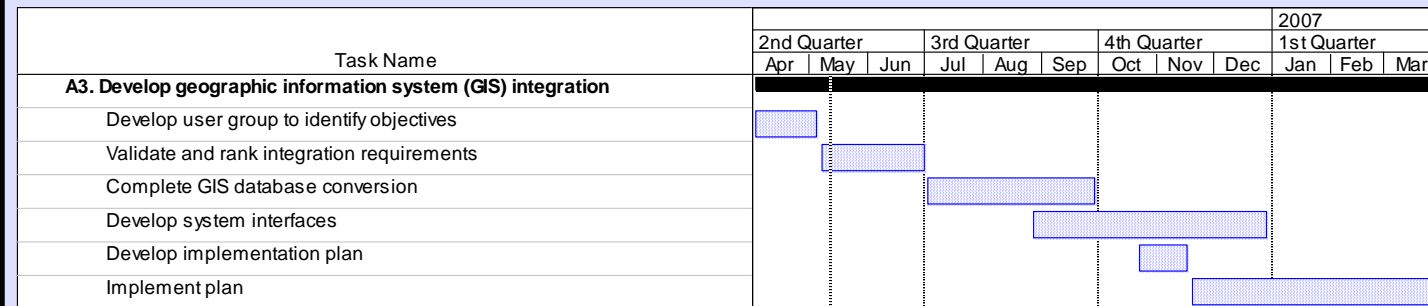 2007
2nd Quarter 3rd Quarter 4th Quarter 1st Quarter
Task Name
Apr May Jun Jul Aug Sep Oct Nov Dec Jan Feb Mar
A3. Develop geographic information system (GIS) integration
Develop user group to identify objectives
Validate and rank integration requirements
Complete GIS database conversion
Develop system interfaces
Develop implementation plan
Implement plan